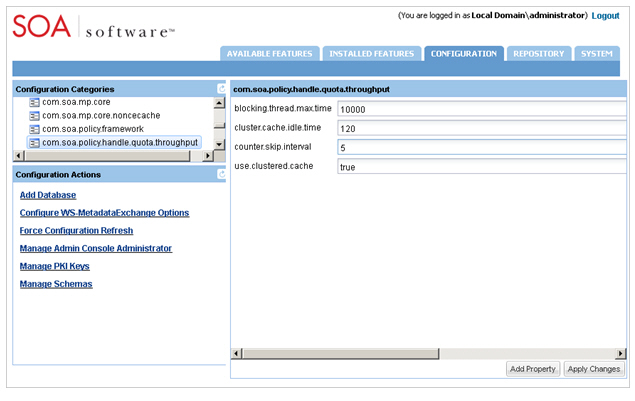 (You are logged in as Local Domain\administrator) Logout
SOA software™
AVAILABLE FEATURES INSTALLED FEATURES CONFIGURATION REPOSITORY SYSTEM
Configuration Categories
com.soa.mp.core
com.soa.mp.core.noncecache
com.soa.policy.framework
com.soa.policy.handle.quota.throughput
Configuration Actions
Add Database
Configure WS-MetadataExchange Options
Force Configuration Refresh
Manage Admin Console Administrator
Manage PKI Keys
Manage Schemas
com.soa.policy.handle.quota.throughput
blocking.thread.max.time 10000
cluster.cache.idle.time 120
counter.skip.interval 5
use.clustered.cache true
Add Property Apply Changes